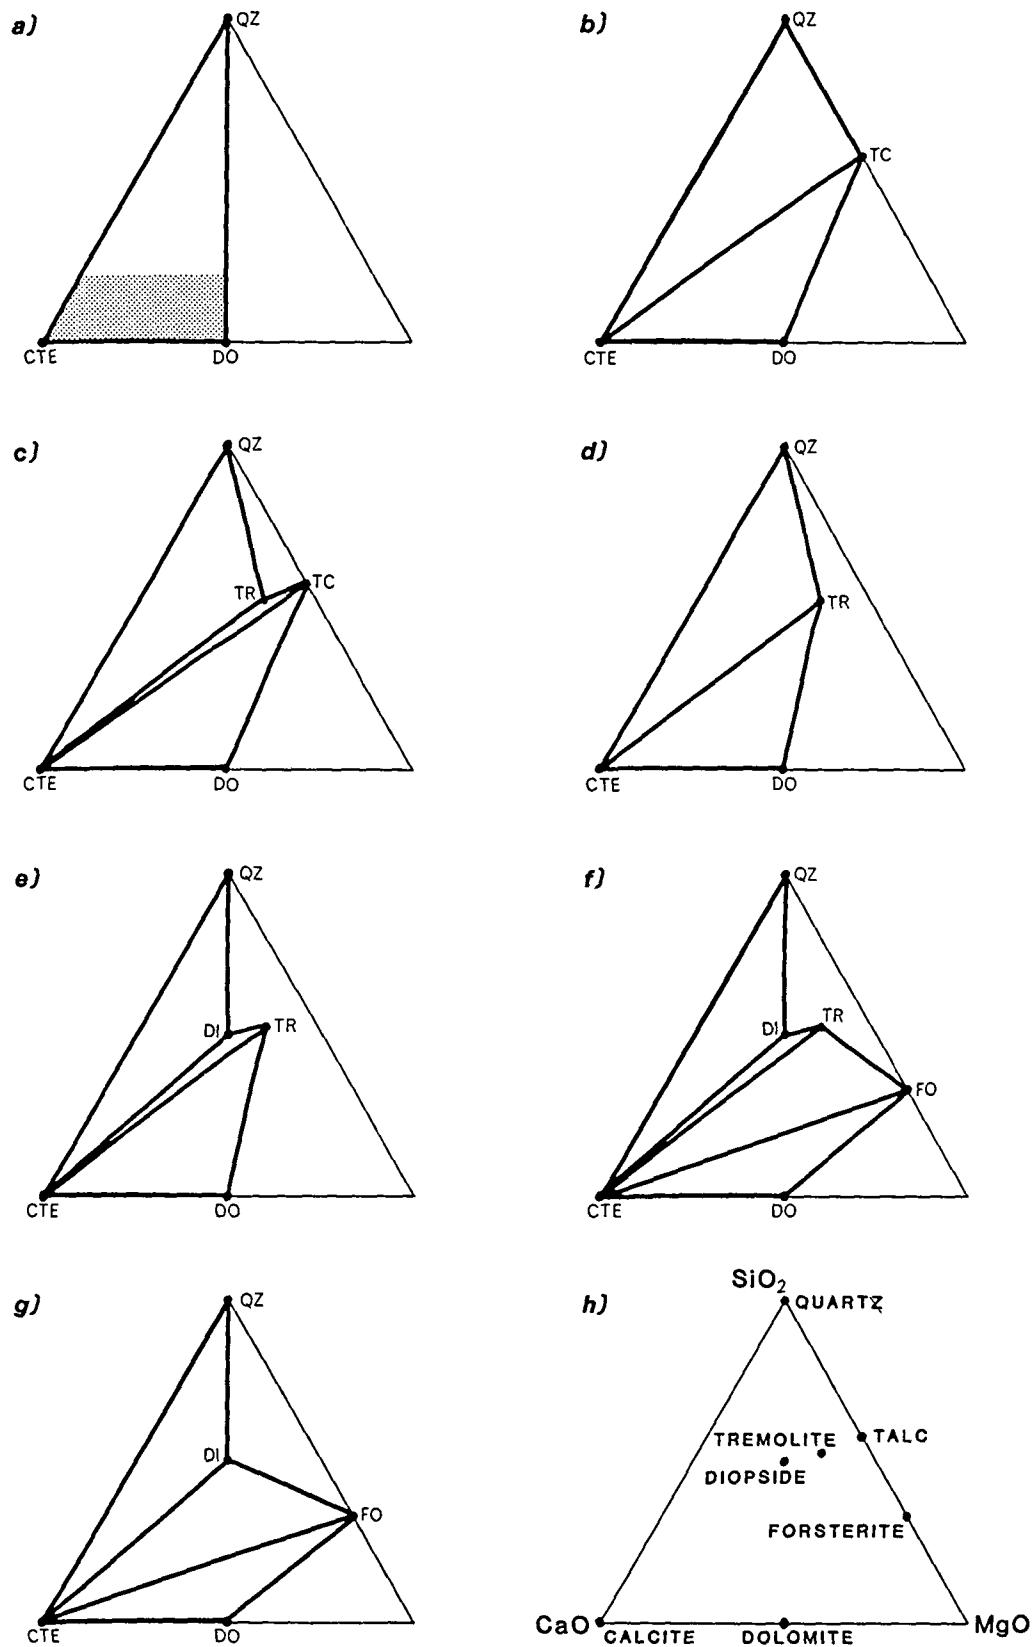 a)
QZ
CTE
DO
b)
QZ
TC
CTE
DO
c)
QZ
TR
TC
CTE
DO
d)
QZ
TR
CTE
DO
e)
QZ
DI
TR
CTE
DO
f)
QZ
DI
TR
FO
CTE
DO
g)
QZ
DI
FO
CTE
DO
h)
SiO₂
QUARTZ
TREMOLITE
TALC
DIOPSIDE
FORSTERITE
CaO
MgO
CALCITE
DOLOMITE